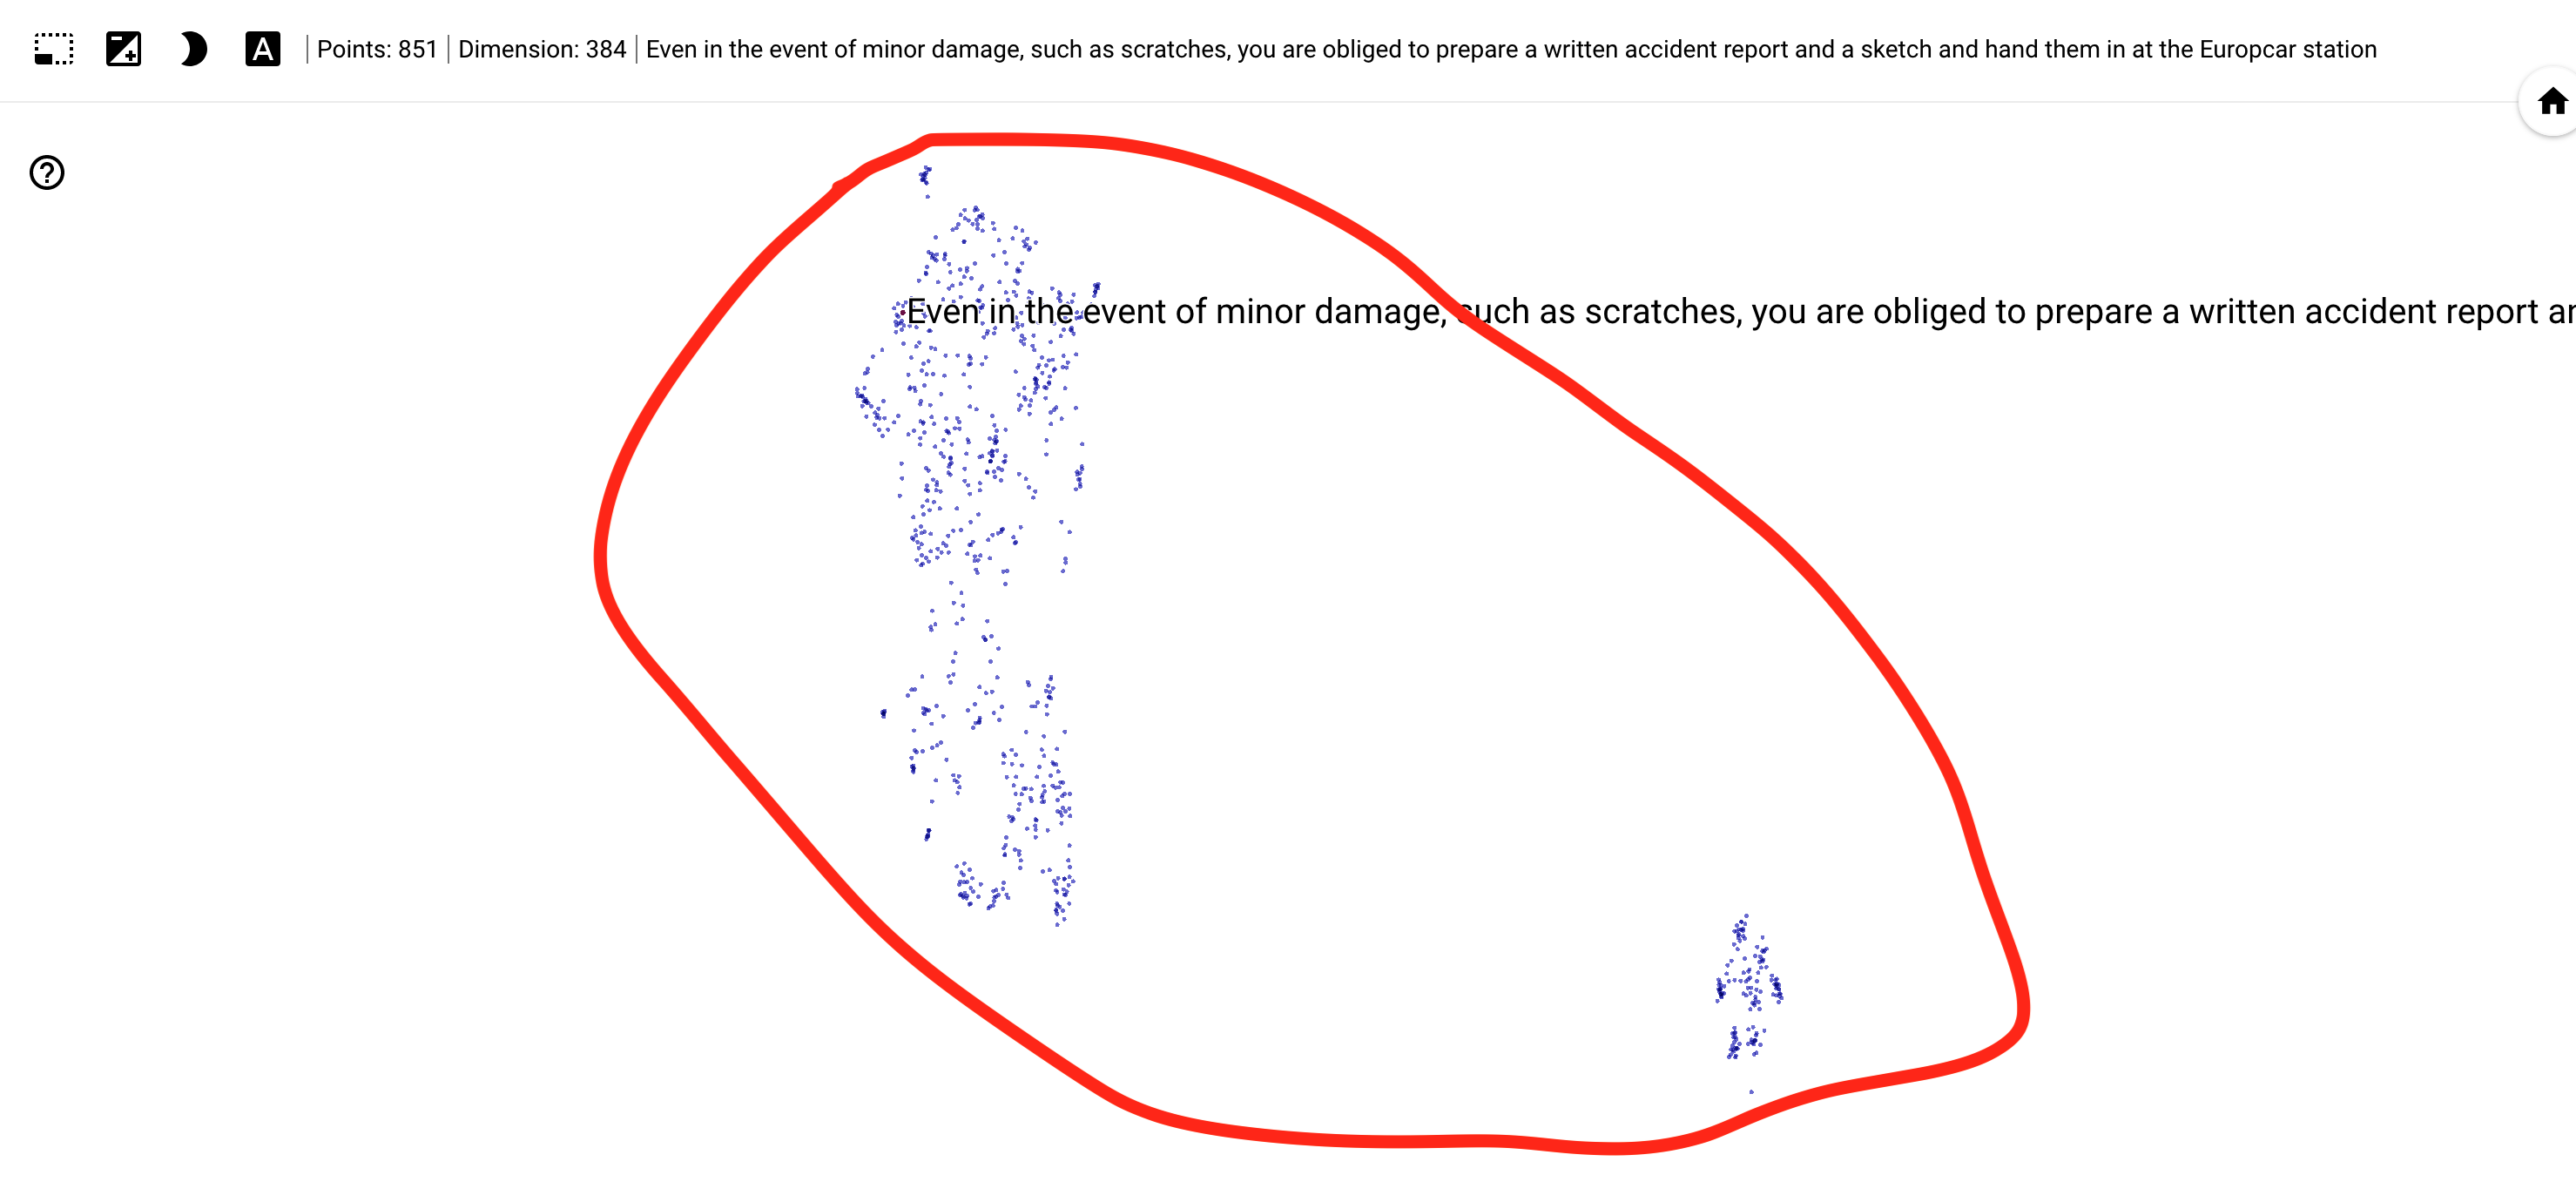 A Points: 851 Dimension: 384 Even in the event of minor damage, such as scratches, you are obliged to prepare a written accident report and a sketch and hand them in at the Europcar station
?
Even in the event of minor damage, such as scratches, you are obliged to prepare a written accident report